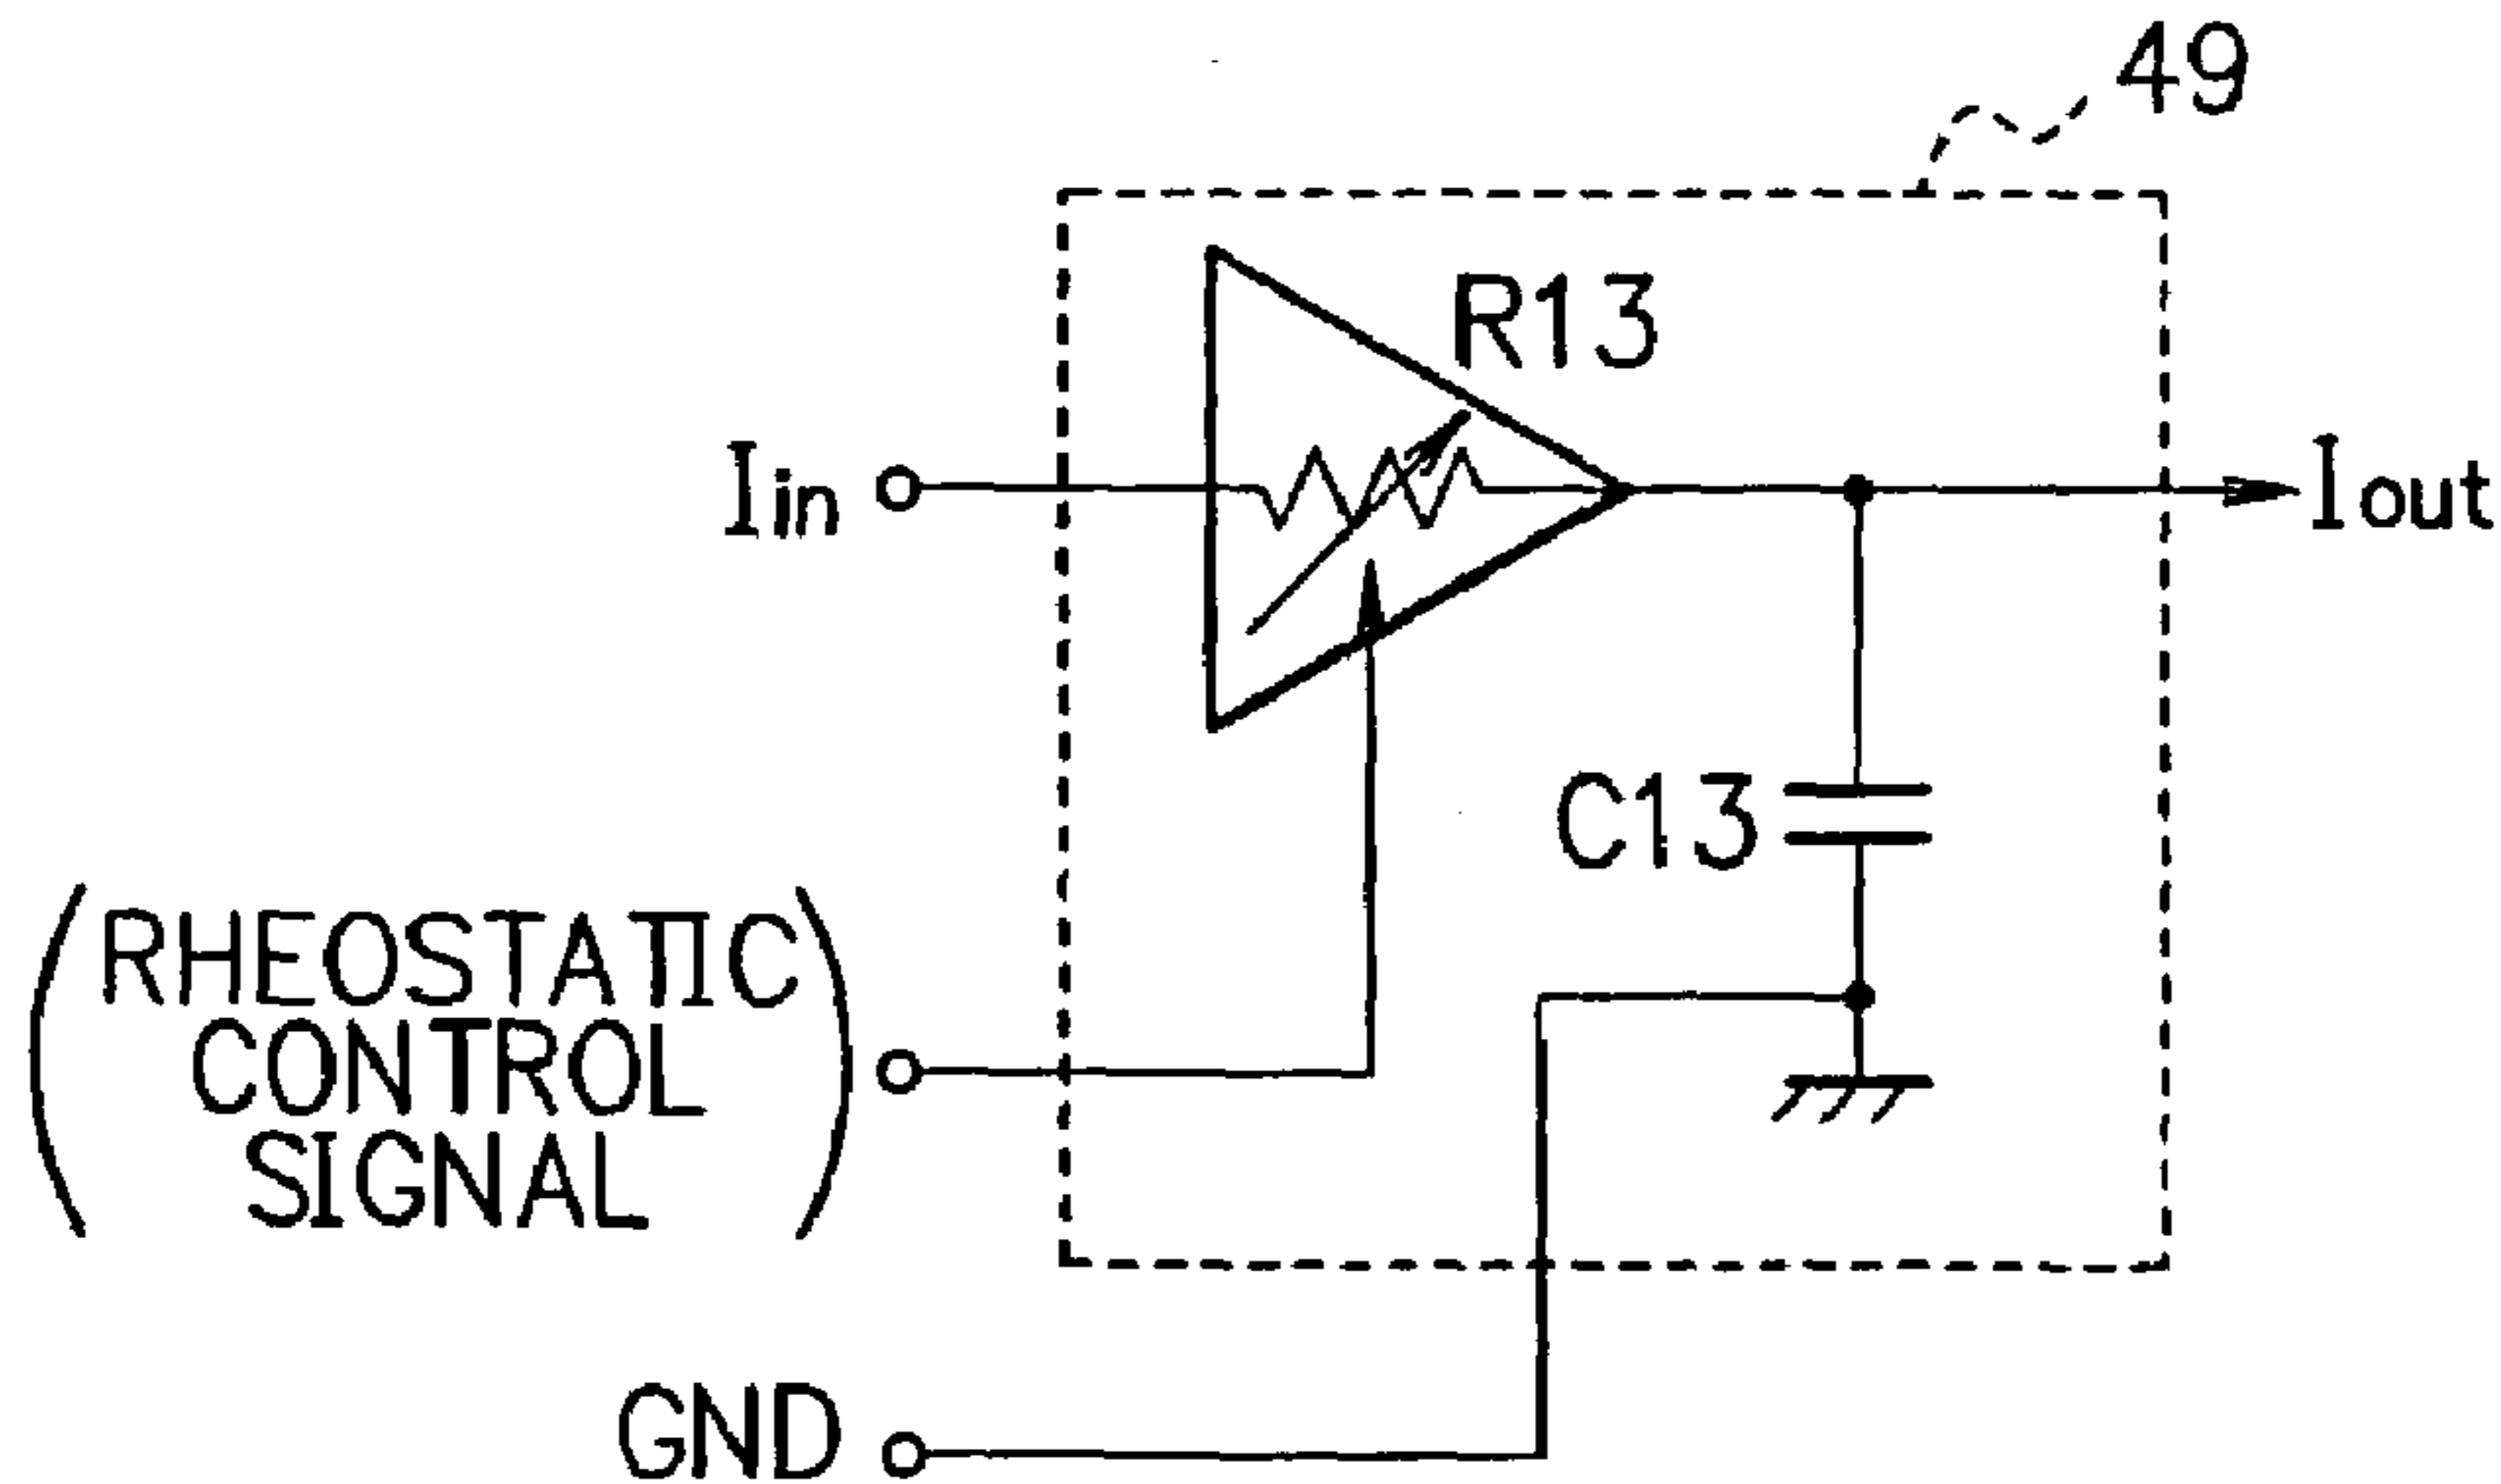 49
R13
Iin
Iout
C13
(RHEOSTATIC
CONTROL
SIGNAL)
GND